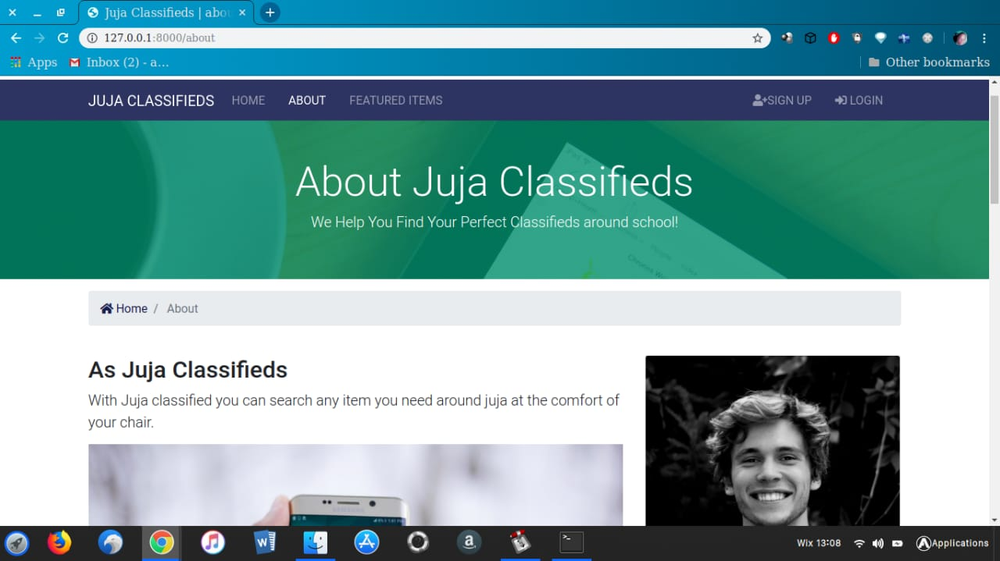 Juja Classifieds | abou
127.0.0.1:8000/about
Apps
Inbox (2) - a...
Other bookmarks
JUJA CLASSIFIEDS
HOME
ABOUT
FEATURED ITEMS
SIGN UP
LOGIN
About Juja Classifieds
We Help You Find Your Perfect Classifieds around school!
Home / About
As Juja Classifieds
With Juja classified you can search any item you need around juja at the comfort of
your chair.
SAMSUNG
W
a
>_
Wix 13:08
Applications